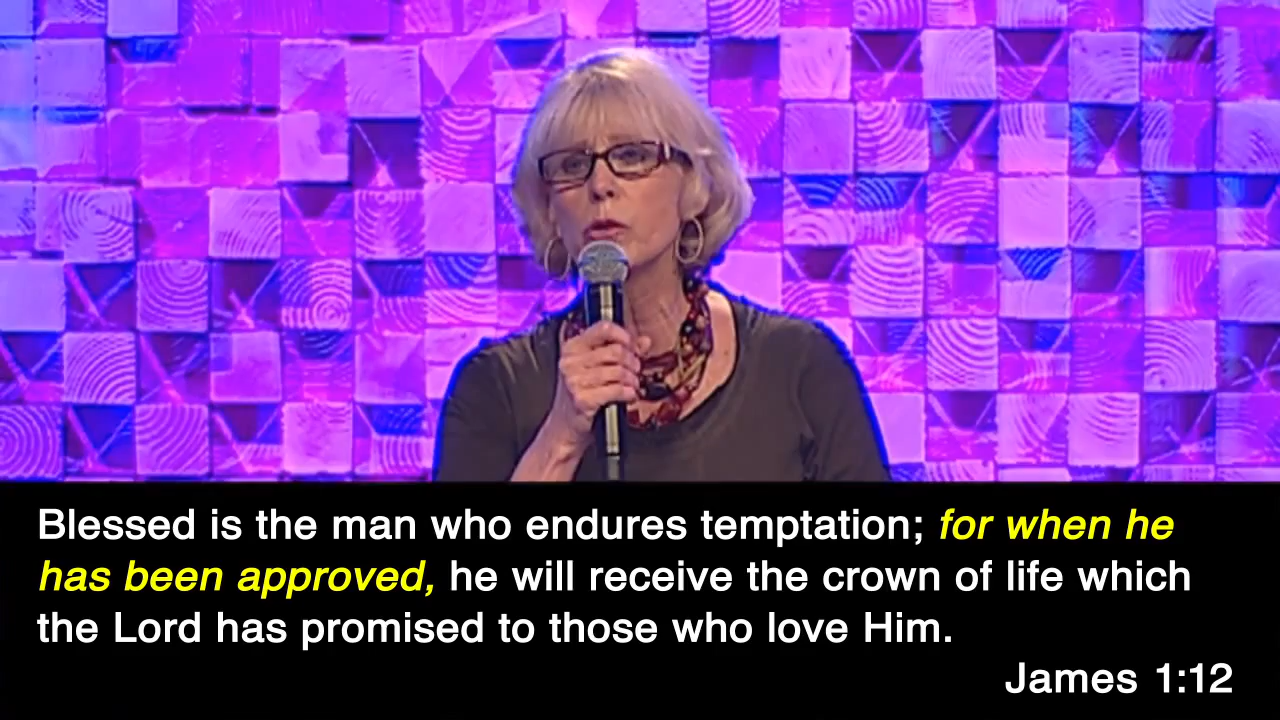 Blessed is the man who endures temptation; for when he
has been approved, he will receive the crown of life which
the Lord has promised to those who love Him.
James 1:12